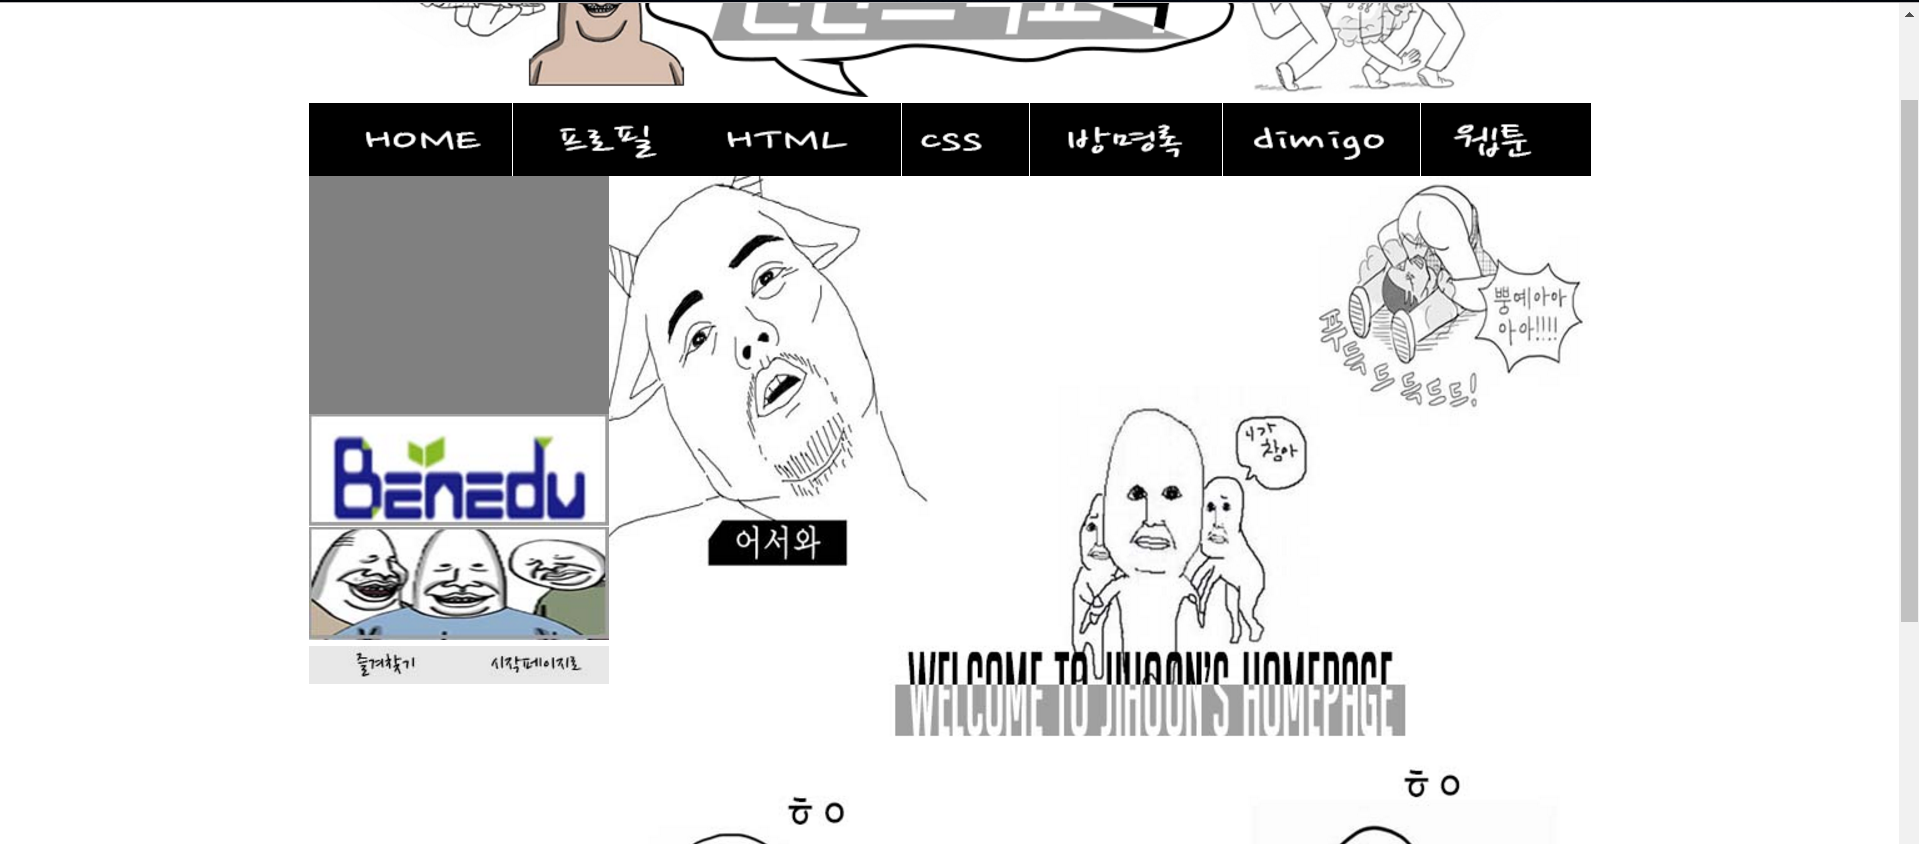 HOME 프로필 HTML CSS 방명록 dimigo 웹툰
뿡예아아
아아!!!!
푸득드득드드!
Benedu
시각
참아
어서와
즐겨찾기 시작페이지로
WELCOME TO JIHOON'S HOMEPAGE
WELCOME TO JIHOON'S HOMEPAGE
ㅎㅇ
ㅎㅇ